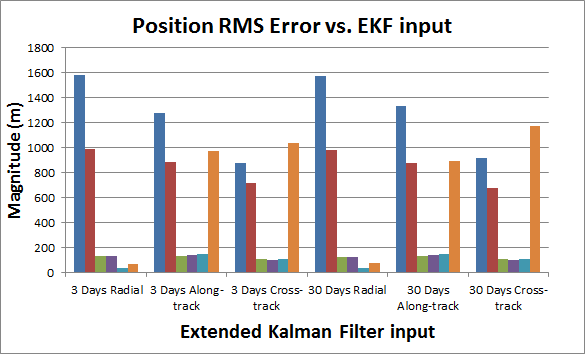 Position RMS Error vs. EKF input
Magnitude (m)
1800
1600
1400
1200
1000
800
600
400
200
0
3 Days Radial
3 Days Along-
track
3 Days Cross-
track
30 Days Radial
30 Days
Along-track
30 Days Cross-
track
Extended Kalman Filter input